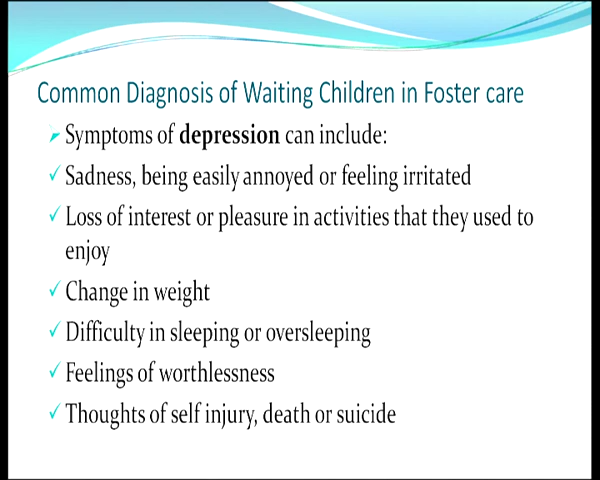 Common Diagnosis of Waiting Children in Foster care
Symptoms of depression can include:
Sadness, being easily annoyed or feeling irritated
Loss of interest or pleasure in activities that they used to
enjoy
Change in weight
Difficulty in sleeping or oversleeping
Feelings of worthlessness
Thoughts of self injury, death or suicide